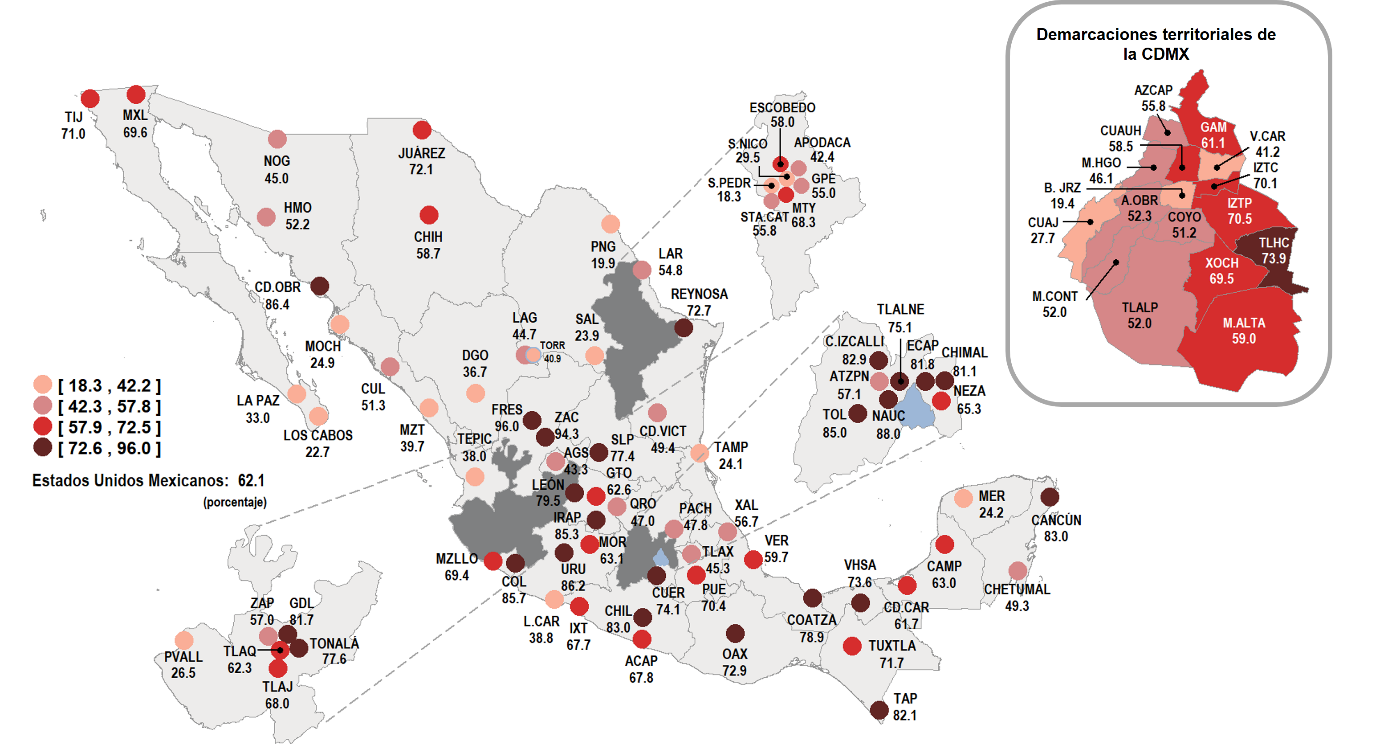 Demarcaciones territoriales de
la CDMX
AZCAP
55.8
CUAUH
58.5
GAM
61.1
V.CAR
41.2
M.HGO
46.1
IZTC
70.1
B. JRZ
19.4
A.OBR
52.3
COYO
51.2
IZTP
70.5
CUAJ
27.7
TLHC
73.9
XOCH
69.5
M.CONT
52.0
TLALP
52.0
M.ALTA
59.0
TIJ
71.0
MXL
69.6
NOG
45.0
JUÀREZ
72.1
HMO
52.2
CHIH
58.7
CD.OBR
86.4
MOCH
24.9
CUL
51.3
LA PAZ
33.0
LOS CABOS
22.7
MZT
39.7
DGO
36.7
LAG
44.7
TORR
40.9
SAL
23.9
PNG
19.9
LAR
54.8
REYNOSA
72.7
ESCOBEDO
58.0
S.NICO
29.5
APODACA
42.4
S.PEDR
18.3
GPE
55.0
STA.CAT
55.8
MTY
68.3
TLALNE
75.1
C.IZCALLI
82.9
ECAP
81.8
CHIMAL
81.1
ATZPN
57.1
NEZA
65.3
TOL
85.0
NAUC
88.0
[ 18.3 , 42.2 ]
[ 42.3 , 57.8 ]
[ 57.9 , 72.5 ]
[ 72.6 , 96.0 ]
Estados Unidos Mexicanos: 62.1
(porcentaje)
FRES
96.0
ZAC
94.3
TEPIC
38.0
AGS
43.3
SLP
77.4
CD.VICT
49.4
TAMP
24.1
LEÓN
79.5
GTO
62.6
QRO
47.0
IRAP
85.3
PACH
47.8
XAL
56.7
MOR
63.1
TLAX
45.3
VER
59.7
MZLLO
69.4
COL
85.7
URU
86.2
CUER
74.1
PUE
70.4
L.CAR
38.8
IXT
67.7
CHIL
83.0
ACAP
67.8
OAX
72.9
COATZA
78.9
VHSA
73.6
CD.CAR
61.7
TUXTLA
71.7
TAP
82.1
MER
24.2
CANCÚN
83.0
CAMP
63.0
CHETUMAL
49.3
ZAP
57.0
GDL
81.7
PVALL
26.5
TLAQ
62.3
TONALÀ
77.6
TLAJ
68.0